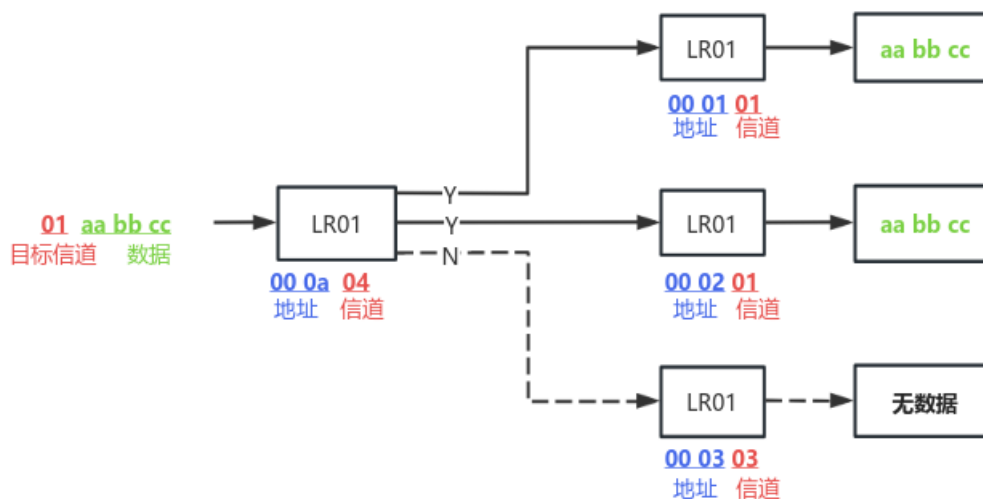 LR01
aa bb cc
00 01 01
地址 信道
Y
01 aa bb cc
目标信道 数据
LR01
Y
LR01
aa bb cc
N
00 0a 04
地址 信道
00 02 01
地址 信道
LR01
无数据
00 03 03
地址 信道